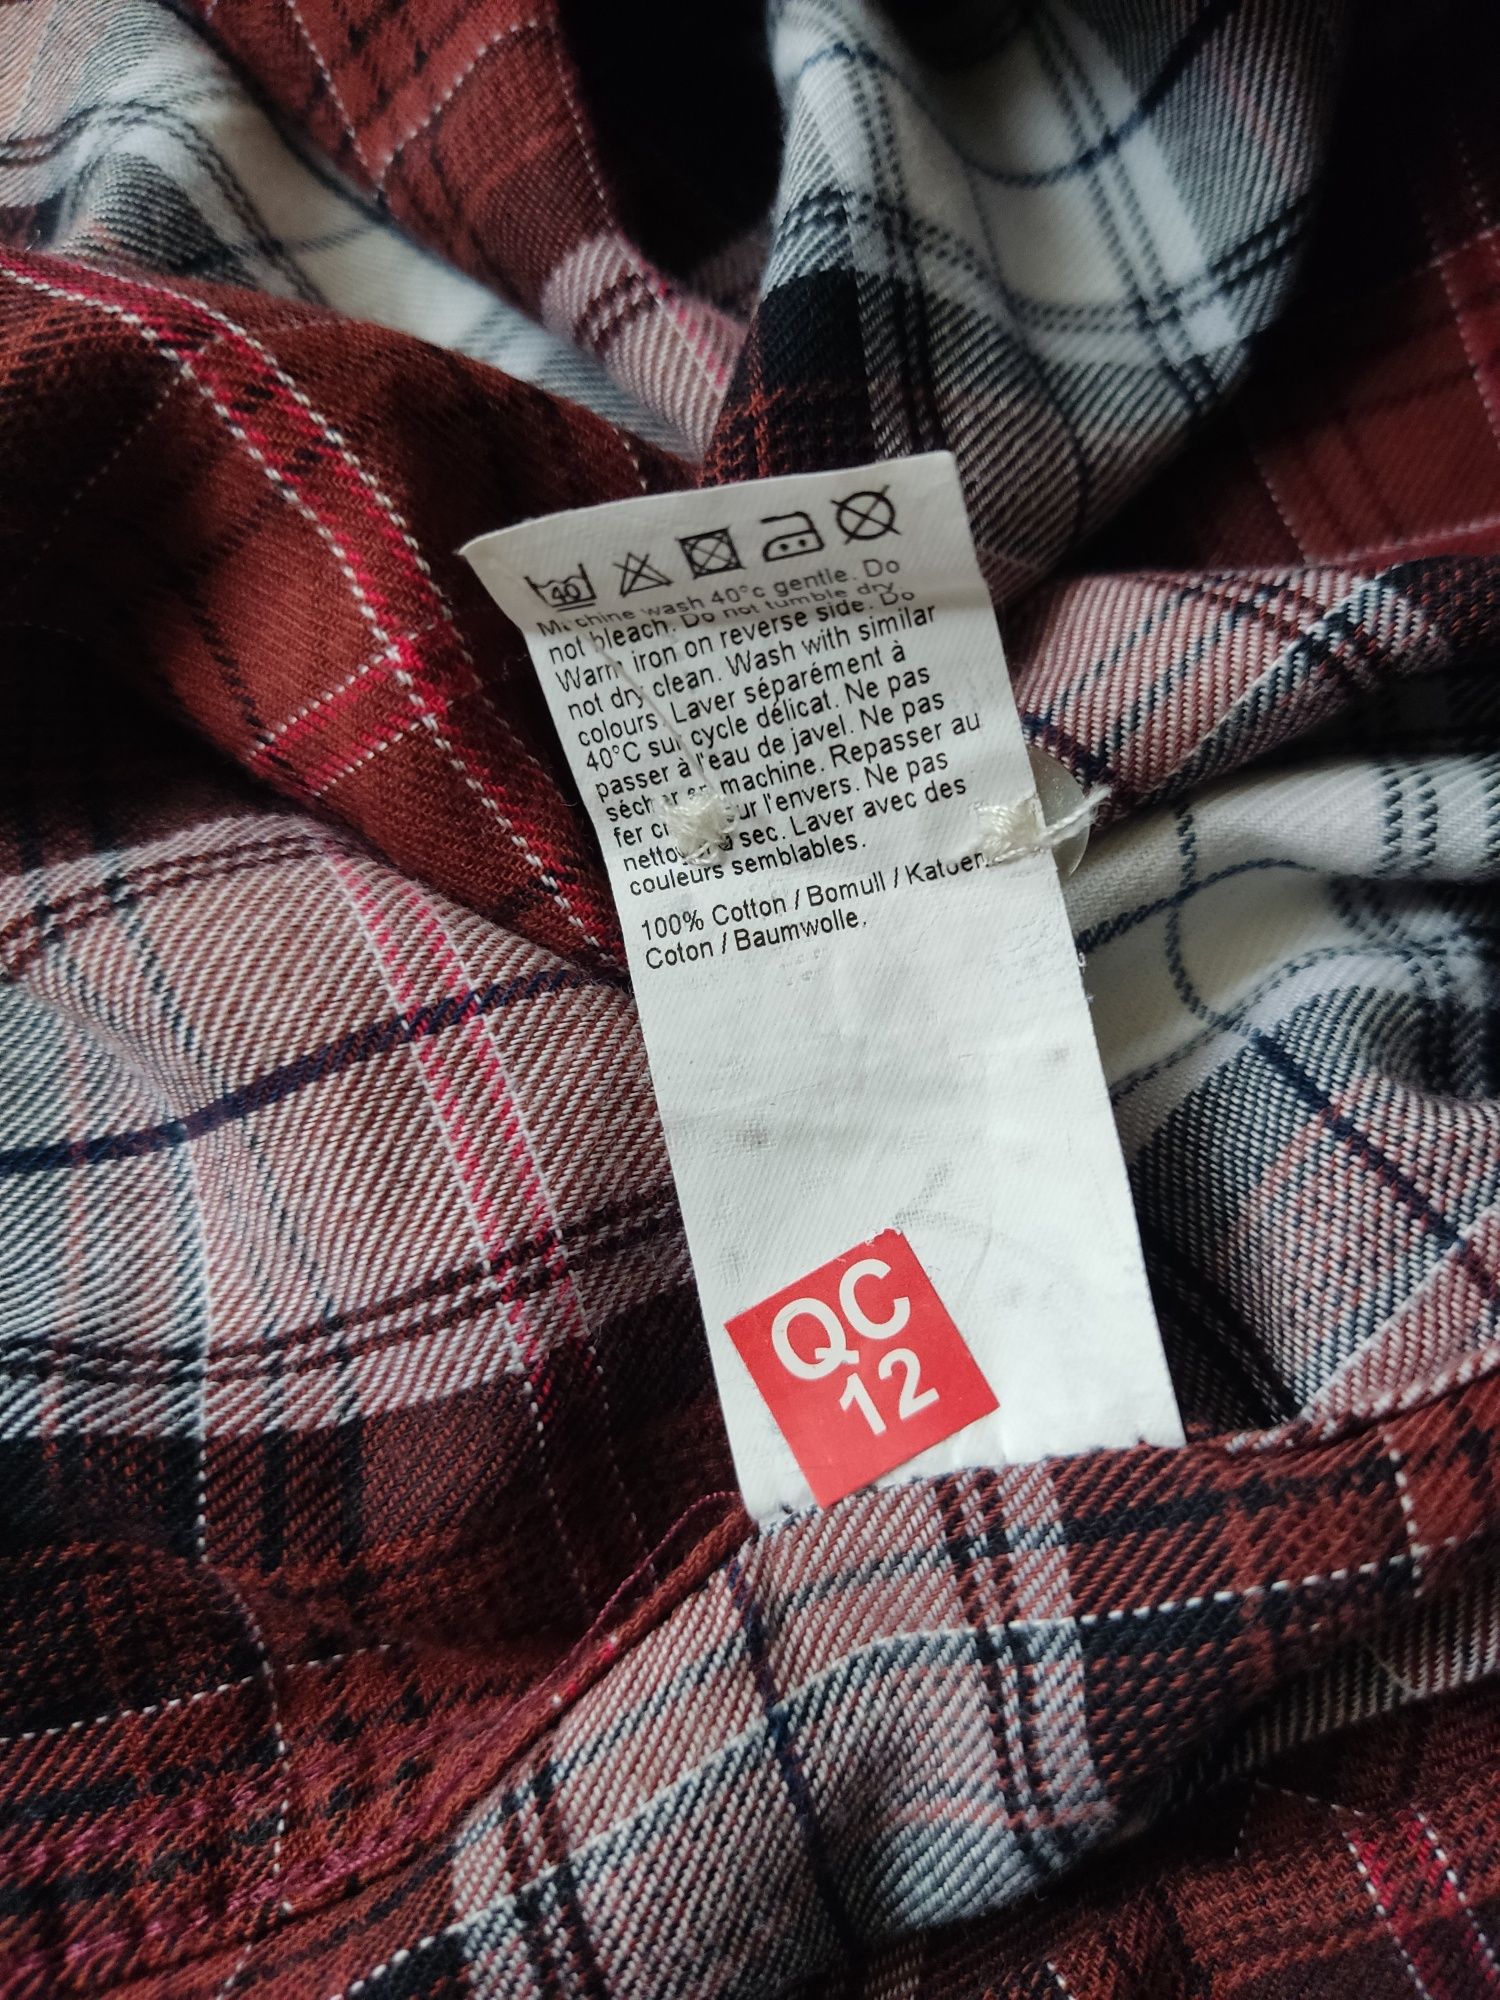 40
Machine wash 40°c gentle. Do
not bleach. Do not tumble dry.
Warm iron on reverse side. Do
not dry clean. Wash with similar
colours. Laver séparément à
40°C sur cycle délicat. Ne pas
passer à l'eau de javel. Ne pas
sécher en machine. Repasser au
fer sur l'envers. Ne pas
nettoyer à sec. Laver avec des
couleurs semblables.
100% Cotton / Bomull / Katoen
Coton / Baumwolle.
QC
12